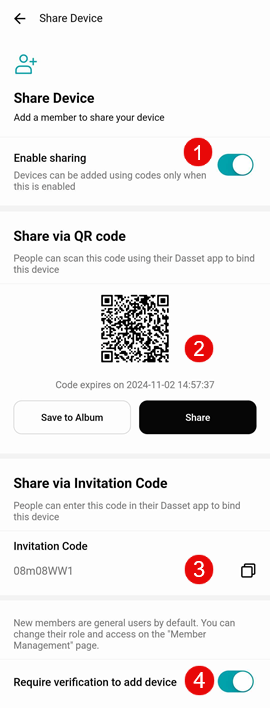 Share Device
Share Device
Add a member to share your device
Enable sharing
1
Devices can be added using codes only when
this is enabled
Share via QR code
People can scan this code using their Dasset app to bind
this device
2
Code expires on 2024-11-02 14:57:37
Save to Album
Share
Share via Invitation Code
People can enter this code in their Dasset app to bind
this device
Invitation Code
08m08WW1
3
New members are general users by default. You can
change their role and access on the "Member
Management" page.
Require verification to add device
4